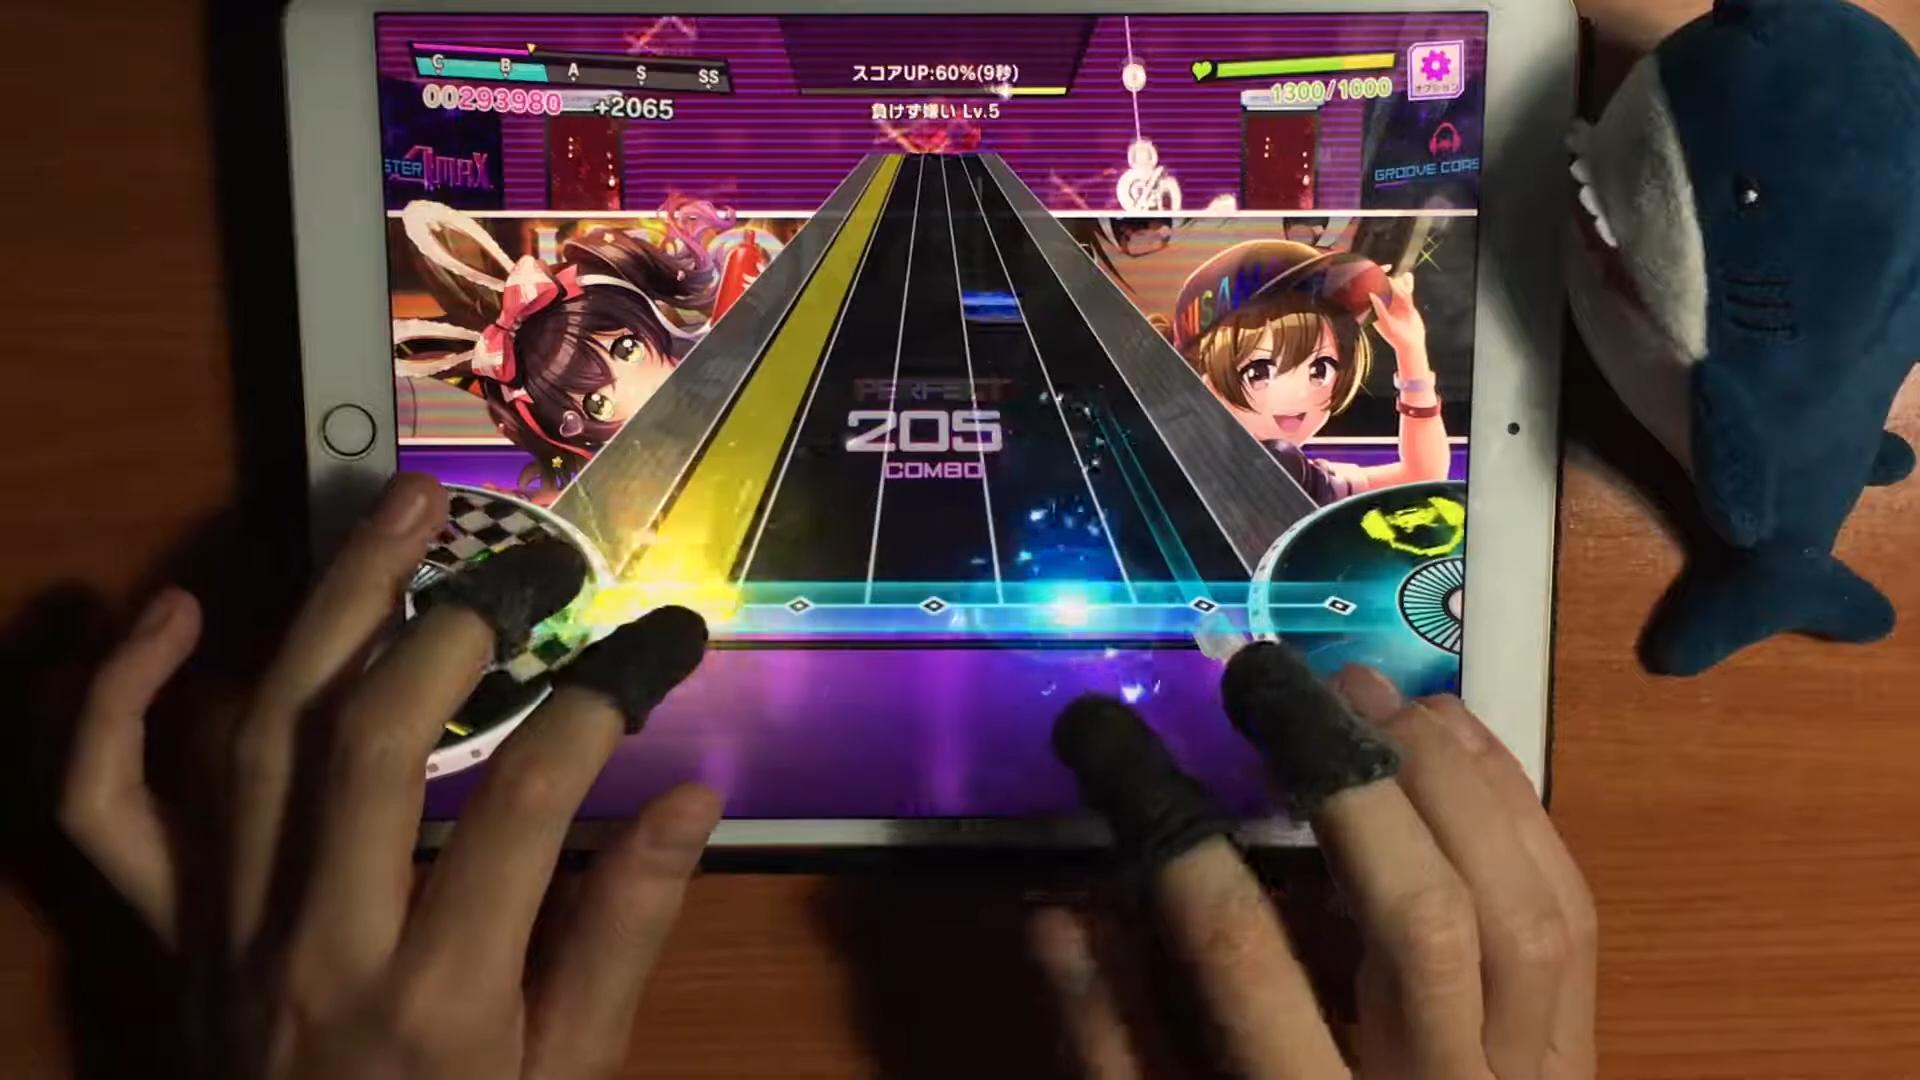 C B A S SS
00293980 +2065
スコアUP:60%(9秒)
負けず嫌い Lv.5
1300/1000
オプション
GROOVE COAS
PERFECT
205
COMBO